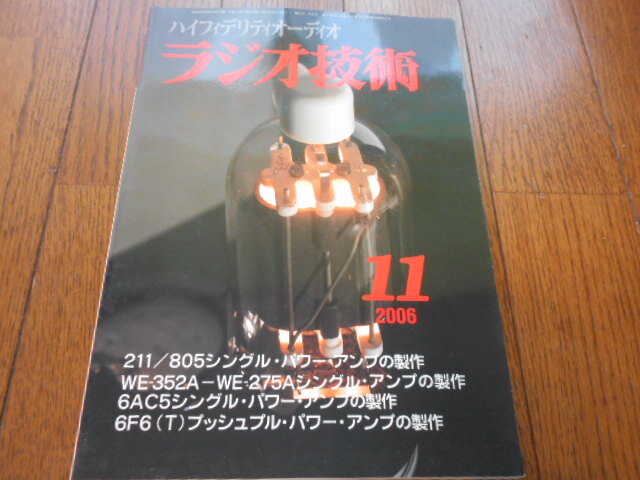 ハイフィデリティオーディオ
ラジオ技術
11
2006
211/805シングル・パワー・アンプの製作
WE-352A-WE-275Aシングル・アンプの製作
6AC5シングル・パワー・アンプの製作
6F6(T)プッシュプル・パワー・アンプの製作